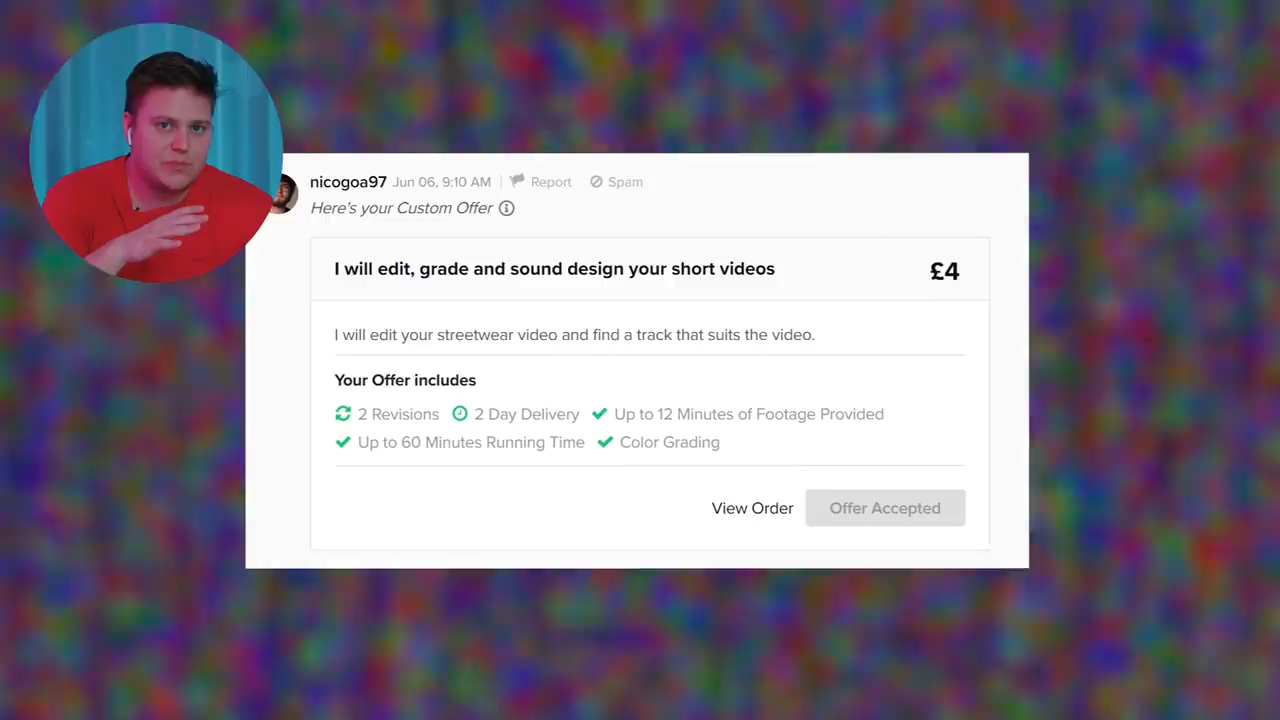 nicogoa97 Jun 06, 9:10 AM Report Spam
Here's your Custom Offer
I will edit, grade and sound design your short videos £4
I will edit your streetwear video and find a track that suits the video.
Your Offer includes
2 Revisions 2 Day Delivery Up to 12 Minutes of Footage Provided
Up to 60 Minutes Running Time Color Grading
View Order Offer Accepted